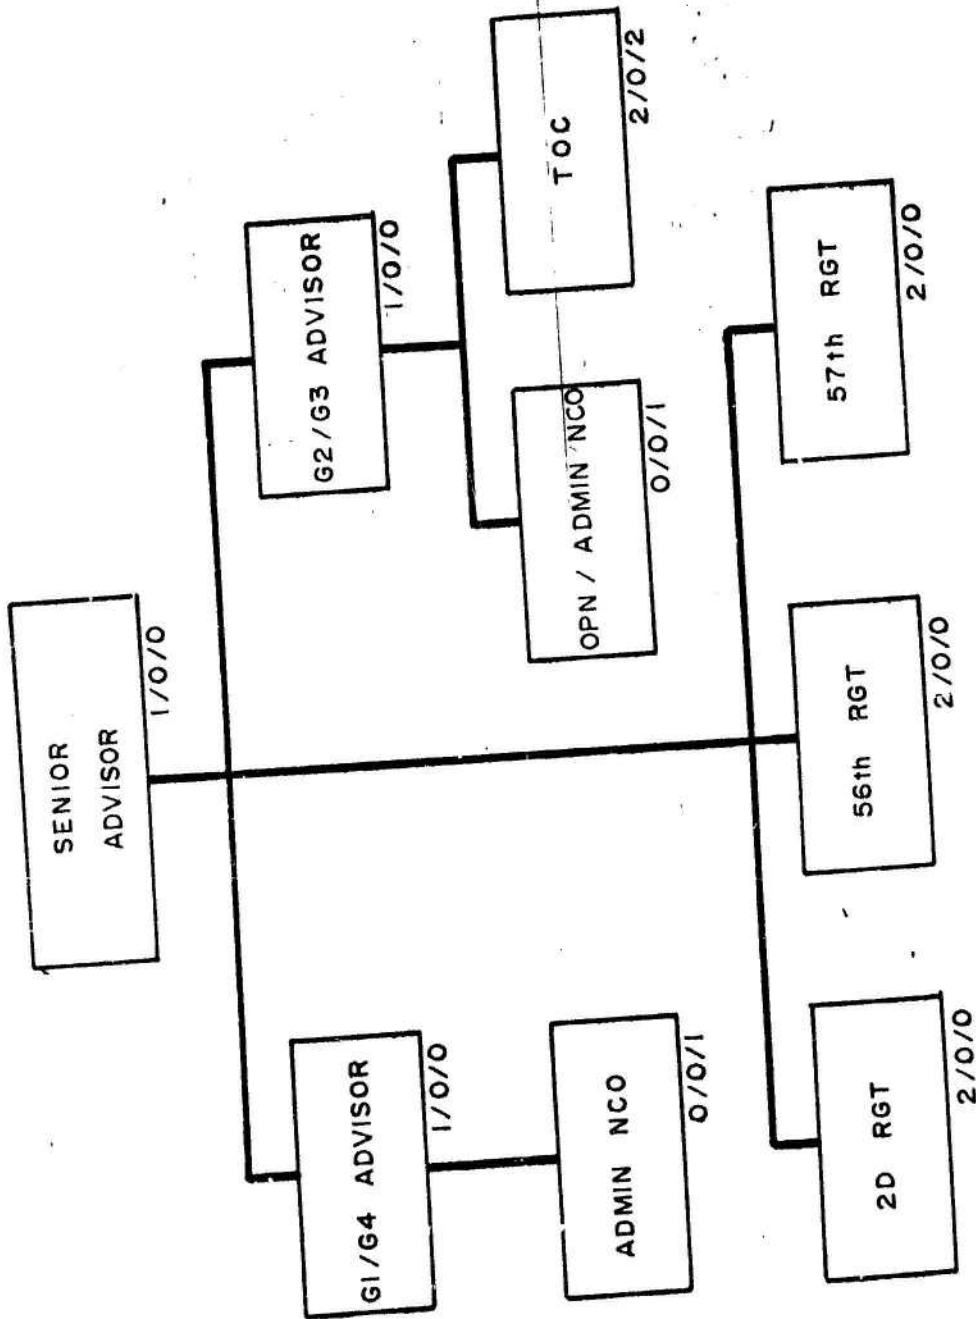 SENIOR
ADVISOR
1/0/0
G1/G4 ADVISOR
1/0/0
G2/G3 ADVISOR
1/0/0
ADMIN NCO
0/0/1
OPN / ADMIN NCO
0/0/1
TOC
2/0/2
2D RGT
2/0/0
56th RGT
2/0/0
57th RGT
2/0/0